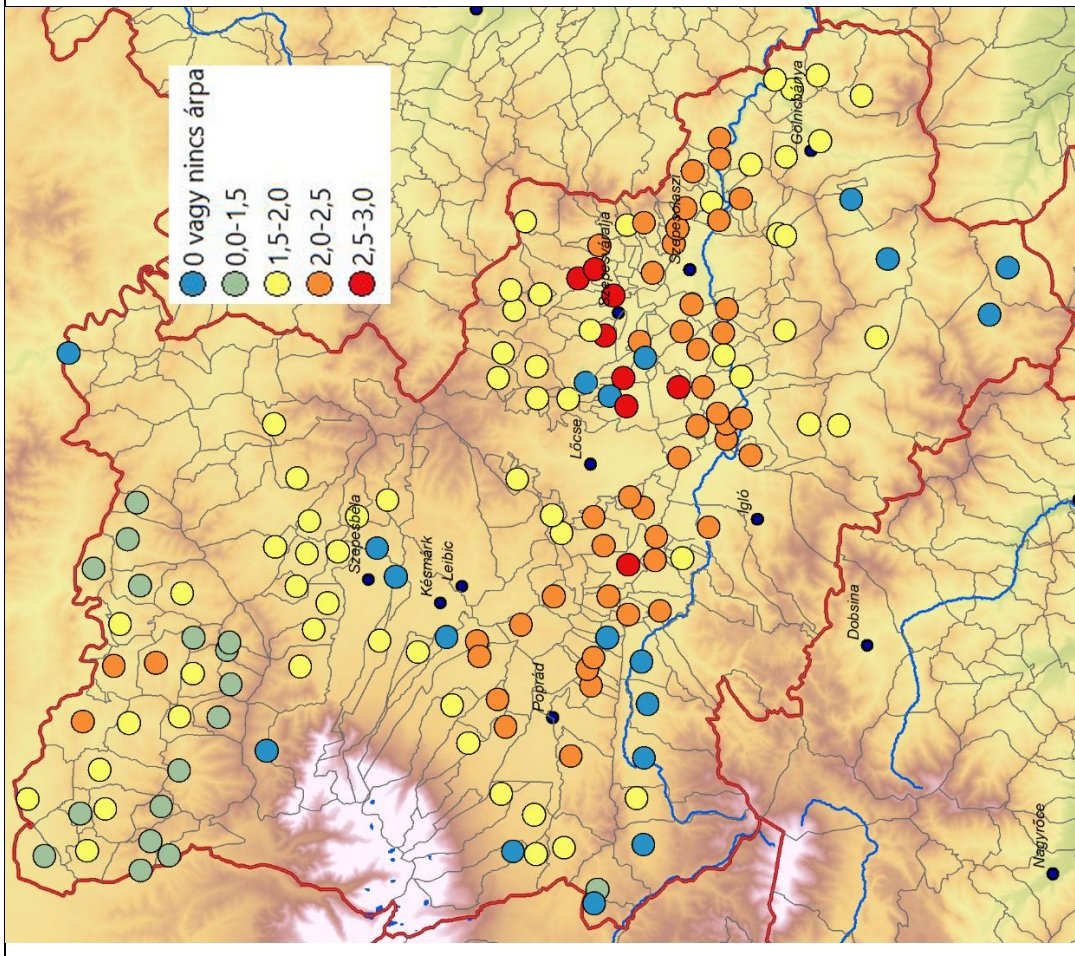 0 vagy nincs árpa
0,0-1,5
1,5-2,0
2,0-2,5
2,5-3,0
Gölnicbánya
Szepesolaszi
Szepesváralja
Lőcse
Szepesbéla
Késmárk
Leibic
Igló
Poprád
Dobsina
Nagyrőce